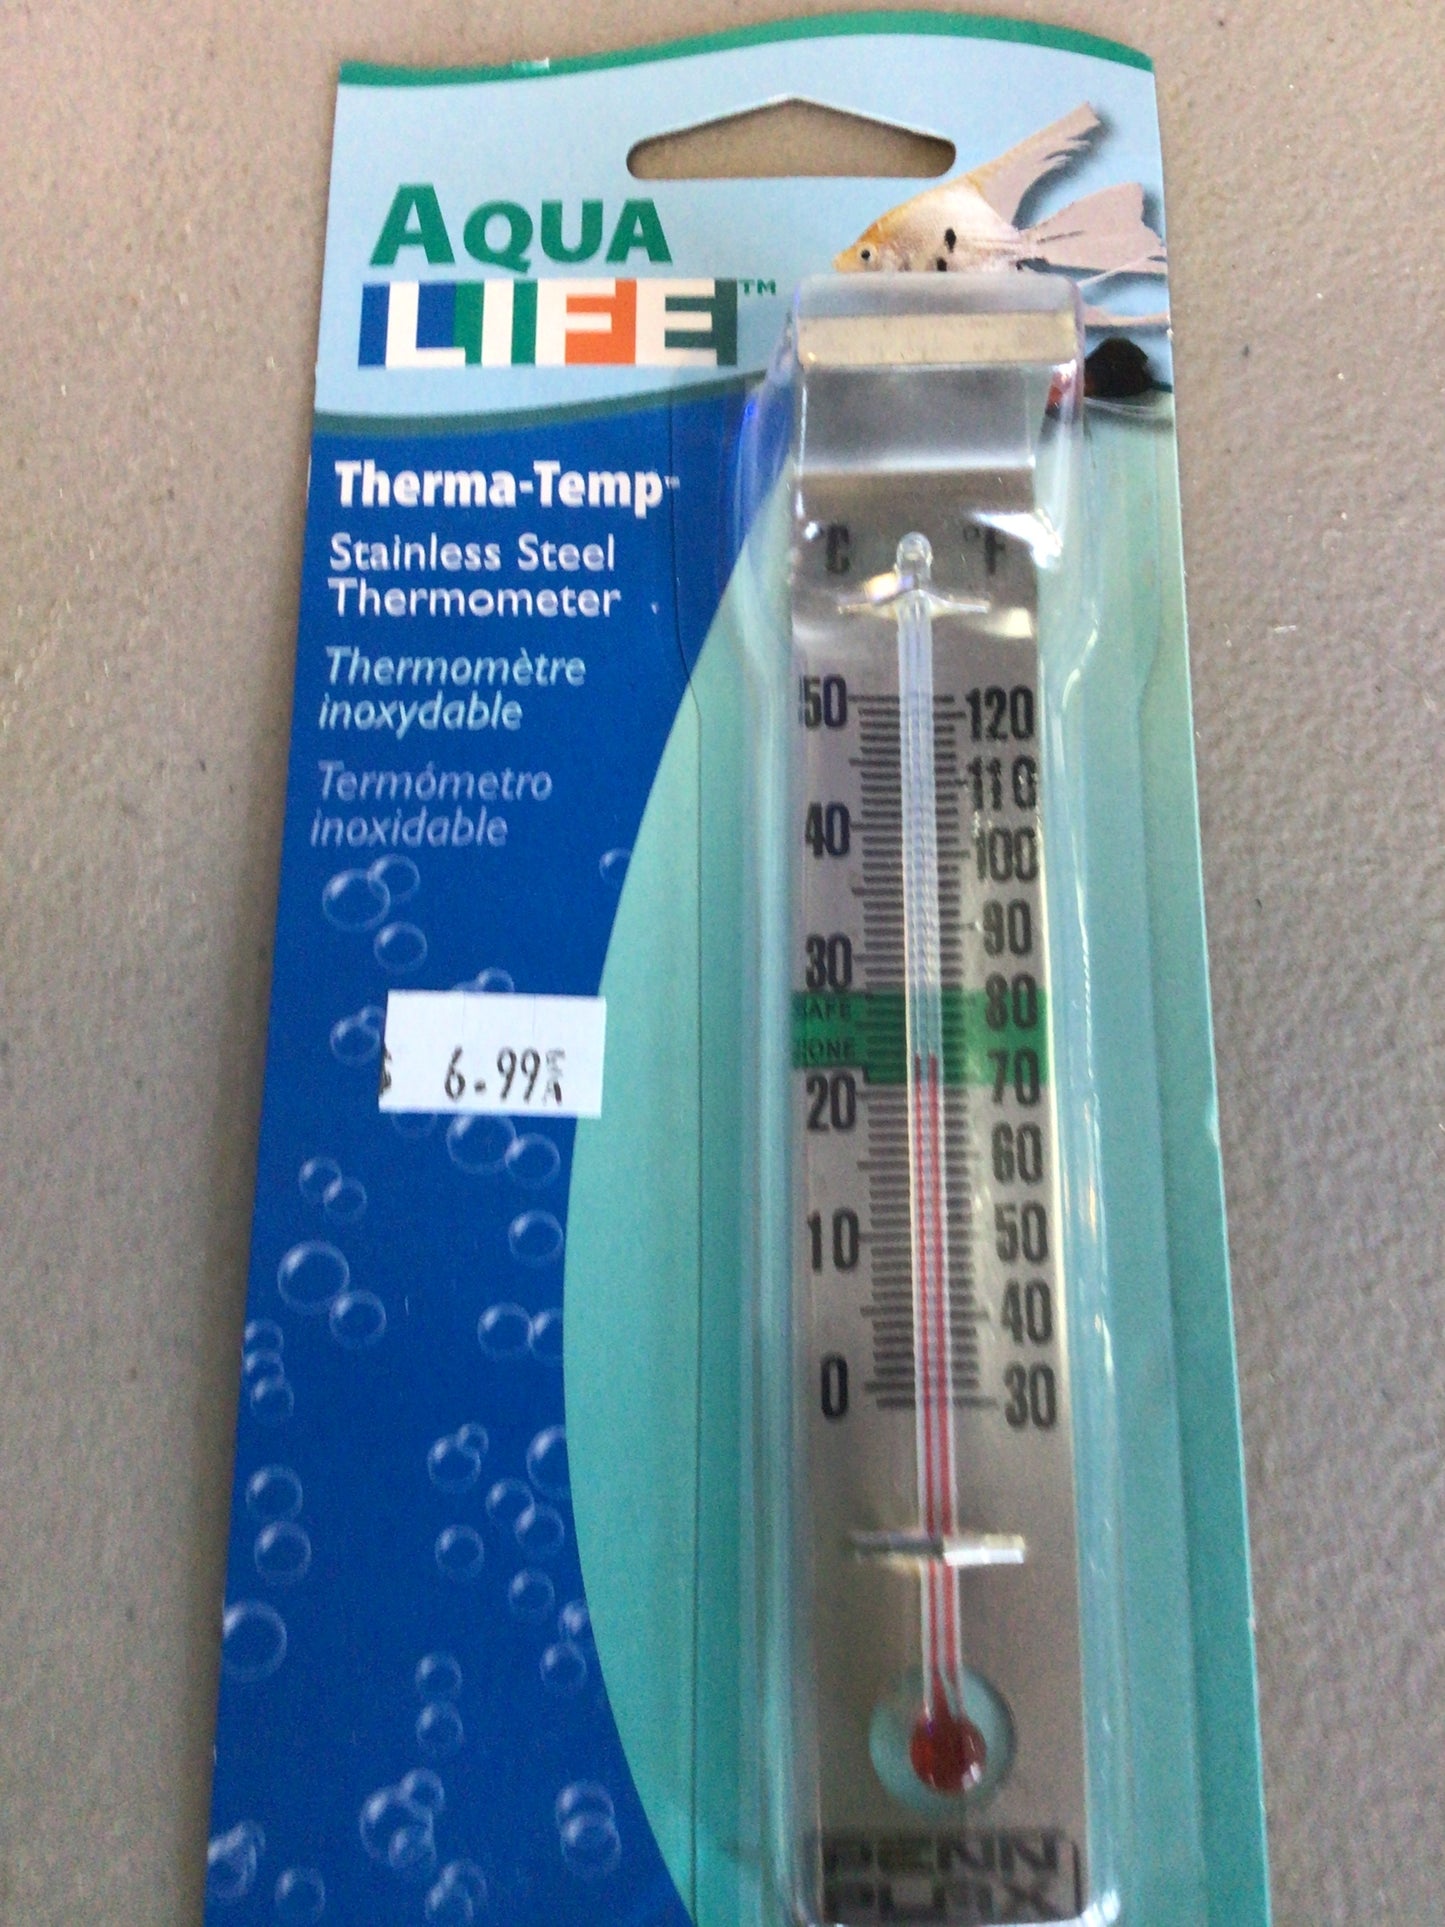 AQUA
LIFE™
Therma-Temp™
Stainless Steel
Thermometer
Thermomètre
inoxydable
Termómetro
inoxidable
$ 6.99 EA
°C °F
50 120
110
40 100
90
30
SAFE 80
ZONE
70
20
60
10 50
40
0 30
PENN
PLAX